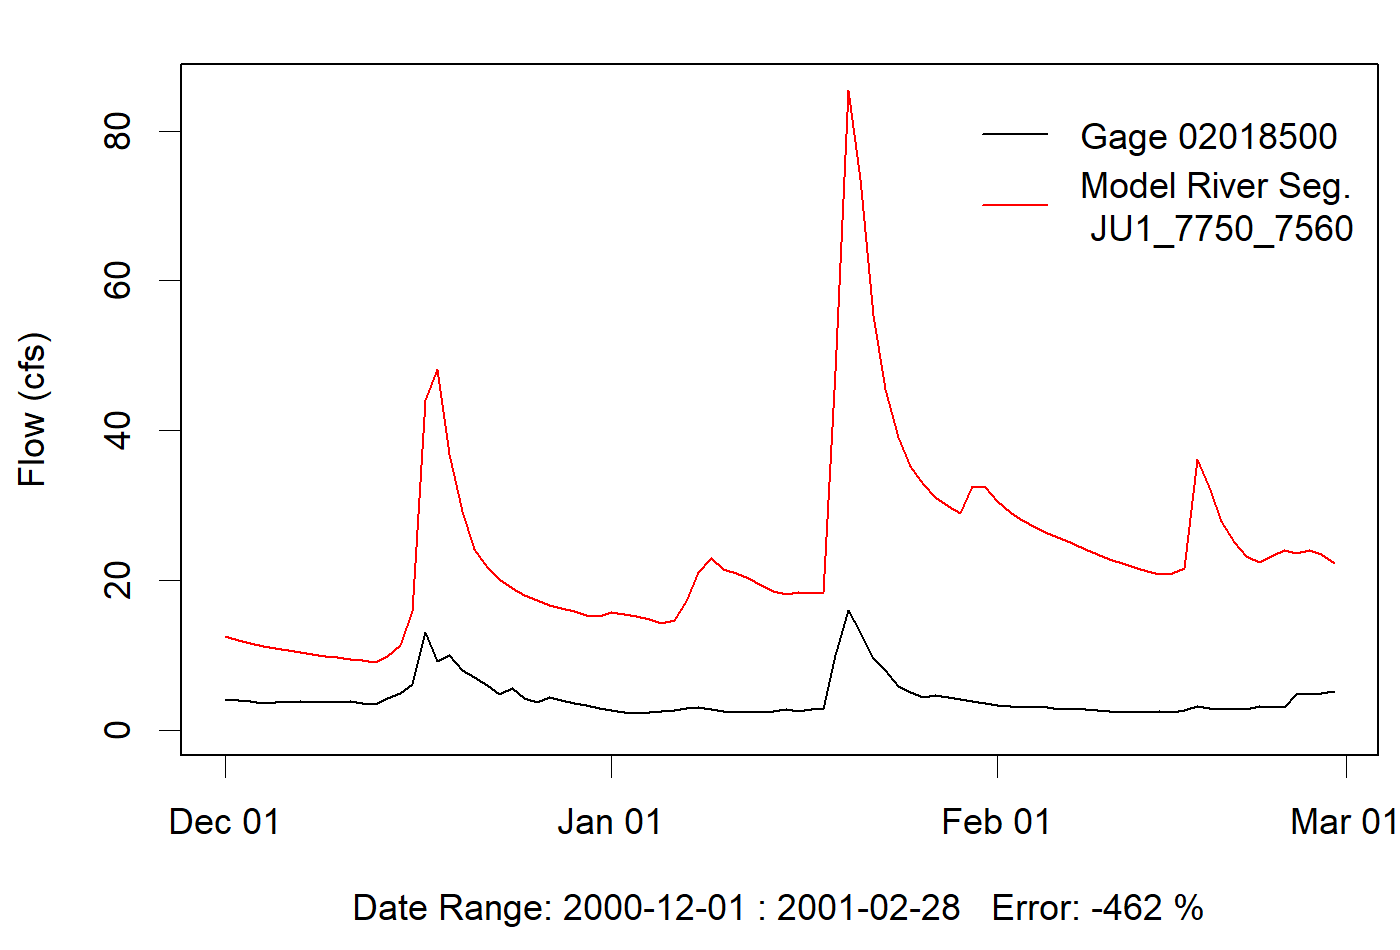 80
60
40
20
0
Flow (cfs)
Gage 02018500
Model River Seg.
JU1_7750_7560
Dec 01
Jan 01
Feb 01
Mar 01
Date Range: 2000-12-01 : 2001-02-28 Error: -462 %